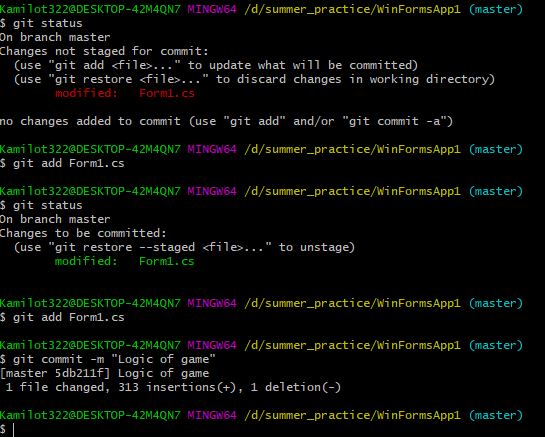 Kamilot322@DESKTOP-42M4QN7 MINGW64 /d/summer_practice/WinFormsApp1 (master)
$ git status
On branch master
Changes not staged for commit:
  (use "git add <file>..." to update what will be committed)
  (use "git restore <file>..." to discard changes in working directory)
        modified:   Form1.cs
no changes added to commit (use "git add" and/or "git commit -a")
Kamilot322@DESKTOP-42M4QN7 MINGW64 /d/summer_practice/WinFormsApp1 (master)
$ git add Form1.cs
Kamilot322@DESKTOP-42M4QN7 MINGW64 /d/summer_practice/WinFormsApp1 (master)
$ git status
On branch master
Changes to be committed:
  (use "git restore --staged <file>..." to unstage)
        modified:   Form1.cs
Kamilot322@DESKTOP-42M4QN7 MINGW64 /d/summer_practice/WinFormsApp1 (master)
$ git add Form1.cs
Kamilot322@DESKTOP-42M4QN7 MINGW64 /d/summer_practice/WinFormsApp1 (master)
$ git commit -m "Logic of game"
[master 5db211f] Logic of game
 1 file changed, 313 insertions(+), 1 deletion(-)
Kamilot322@DESKTOP-42M4QN7 MINGW64 /d/summer_practice/WinFormsApp1 (master)
$